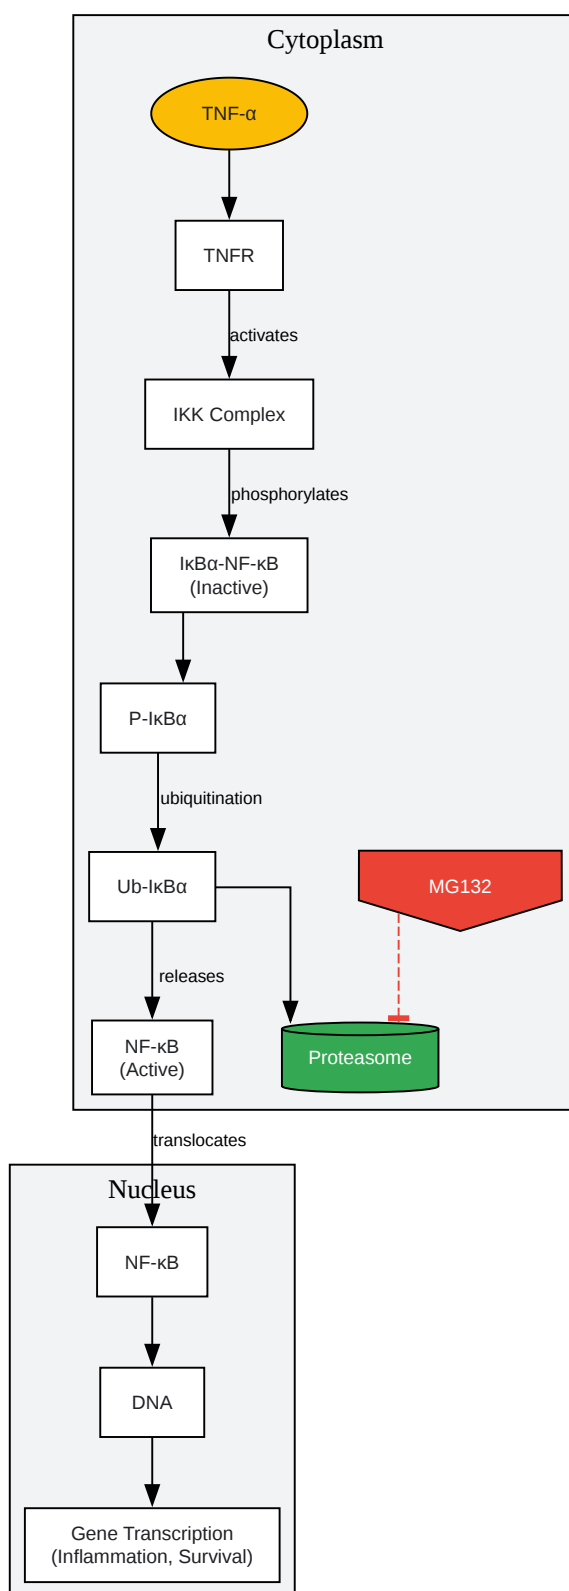 Cytoplasm
TNF-α
TNFR
activates
IKK Complex
phosphorylates
IκBα-NF-κB
(Inactive)
P-IκBα
ubiquitination
Ub-IκBα
MG132
releases
NF-κB
(Active)
Proteasome
translocates
Nucleus
NF-κB
DNA
Gene Transcription
(Inflammation, Survival)